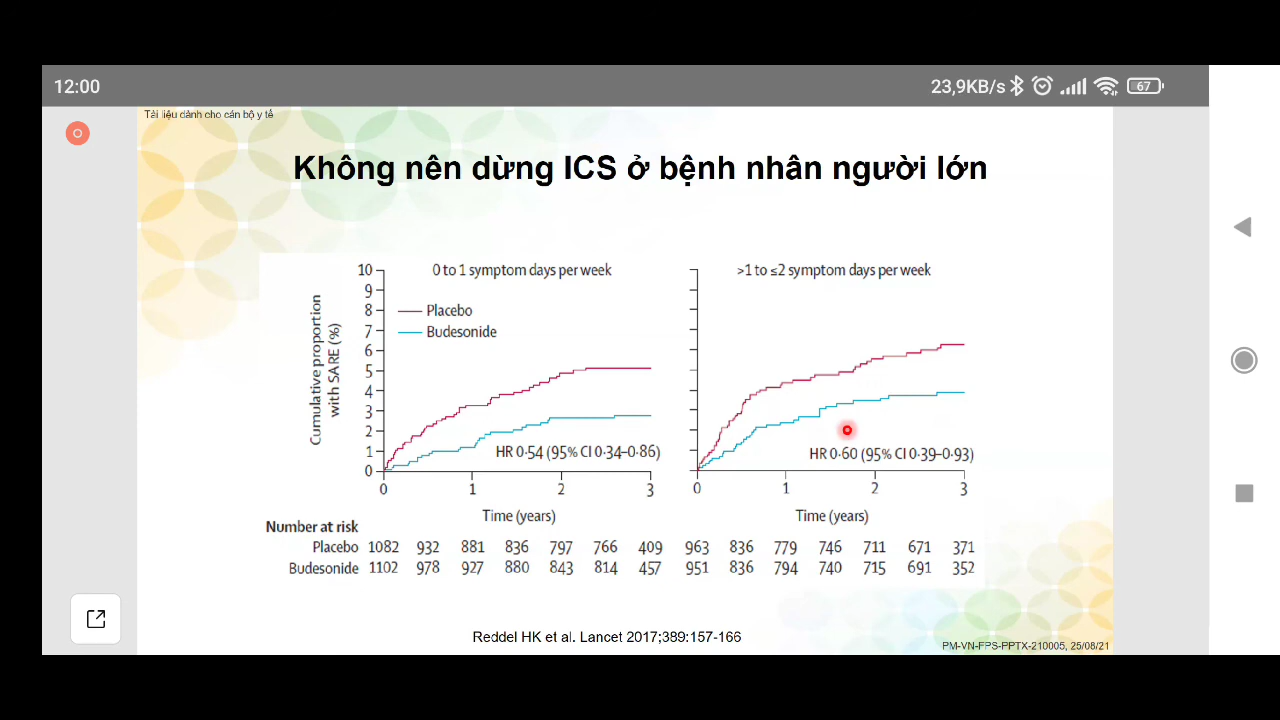 12:00
23,9KB/s
67
Tài liệu dành cho cán bộ y tế
Không nên dừng ICS ở bệnh nhân người lớn
0 to 1 symptom days per week
>1 to ≤2 symptom days per week
Cumulative proportion
with SARE (%)
10
9
8
7
6
5
4
3
2
1
0
Placebo
Budesonide
HR 0·54 (95% CI 0·34–0·86)
HR 0·60 (95% CI 0·39–0·93)
0 1 2 3
0 1 2 3
Time (years)
Time (years)
Number at risk
Placebo 1082 932 881 836 797 766 409 963 836 779 746 711 671 371
Budesonide 1102 978 927 880 843 814 457 951 836 794 740 715 691 352
Reddel HK et al. Lancet 2017;389:157-166
PM-VN-FPS-PPTX-210005, 25/08/21